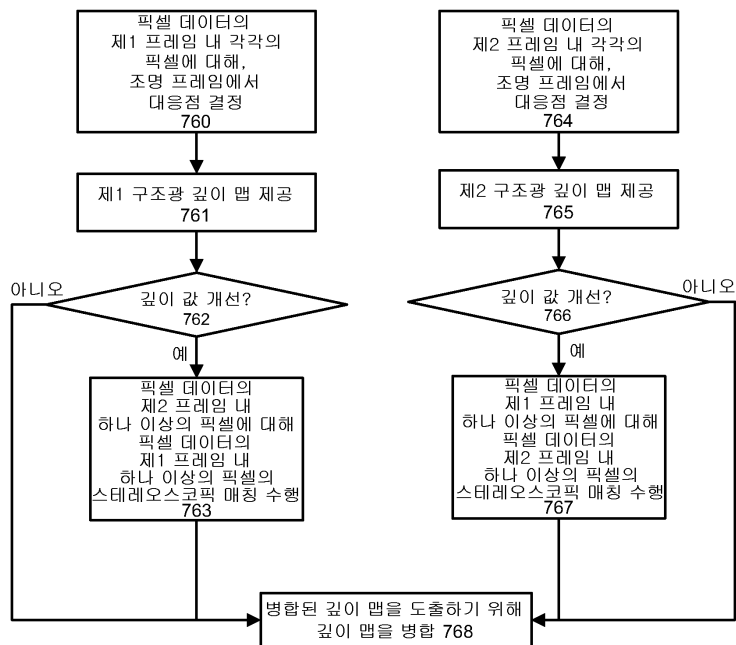 픽셀 데이터의
제1 프레임 내 각각의
픽셀에 대해,
조명 프레임에서
대응점 결정
760
제1 구조광 깊이 맵 제공
761
아니오
깊이 값 개선?
762
예
픽셀 데이터의
제2 프레임 내
하나 이상의 픽셀에 대해
픽셀 데이터의
제1 프레임 내
하나 이상의 픽셀의
스테레오스코픽 매칭 수행
763
픽셀 데이터의
제2 프레임 내 각각의
픽셀에 대해,
조명 프레임에서
대응점 결정
764
제2 구조광 깊이 맵 제공
765
깊이 값 개선?
766
아니오
예
픽셀 데이터의
제1 프레임 내
하나 이상의 픽셀에 대해
픽셀 데이터의
제2 프레임 내
하나 이상의 픽셀의
스테레오스코픽 매칭 수행
767
병합된 깊이 맵을 도출하기 위해
깊이 맵을 병합 768